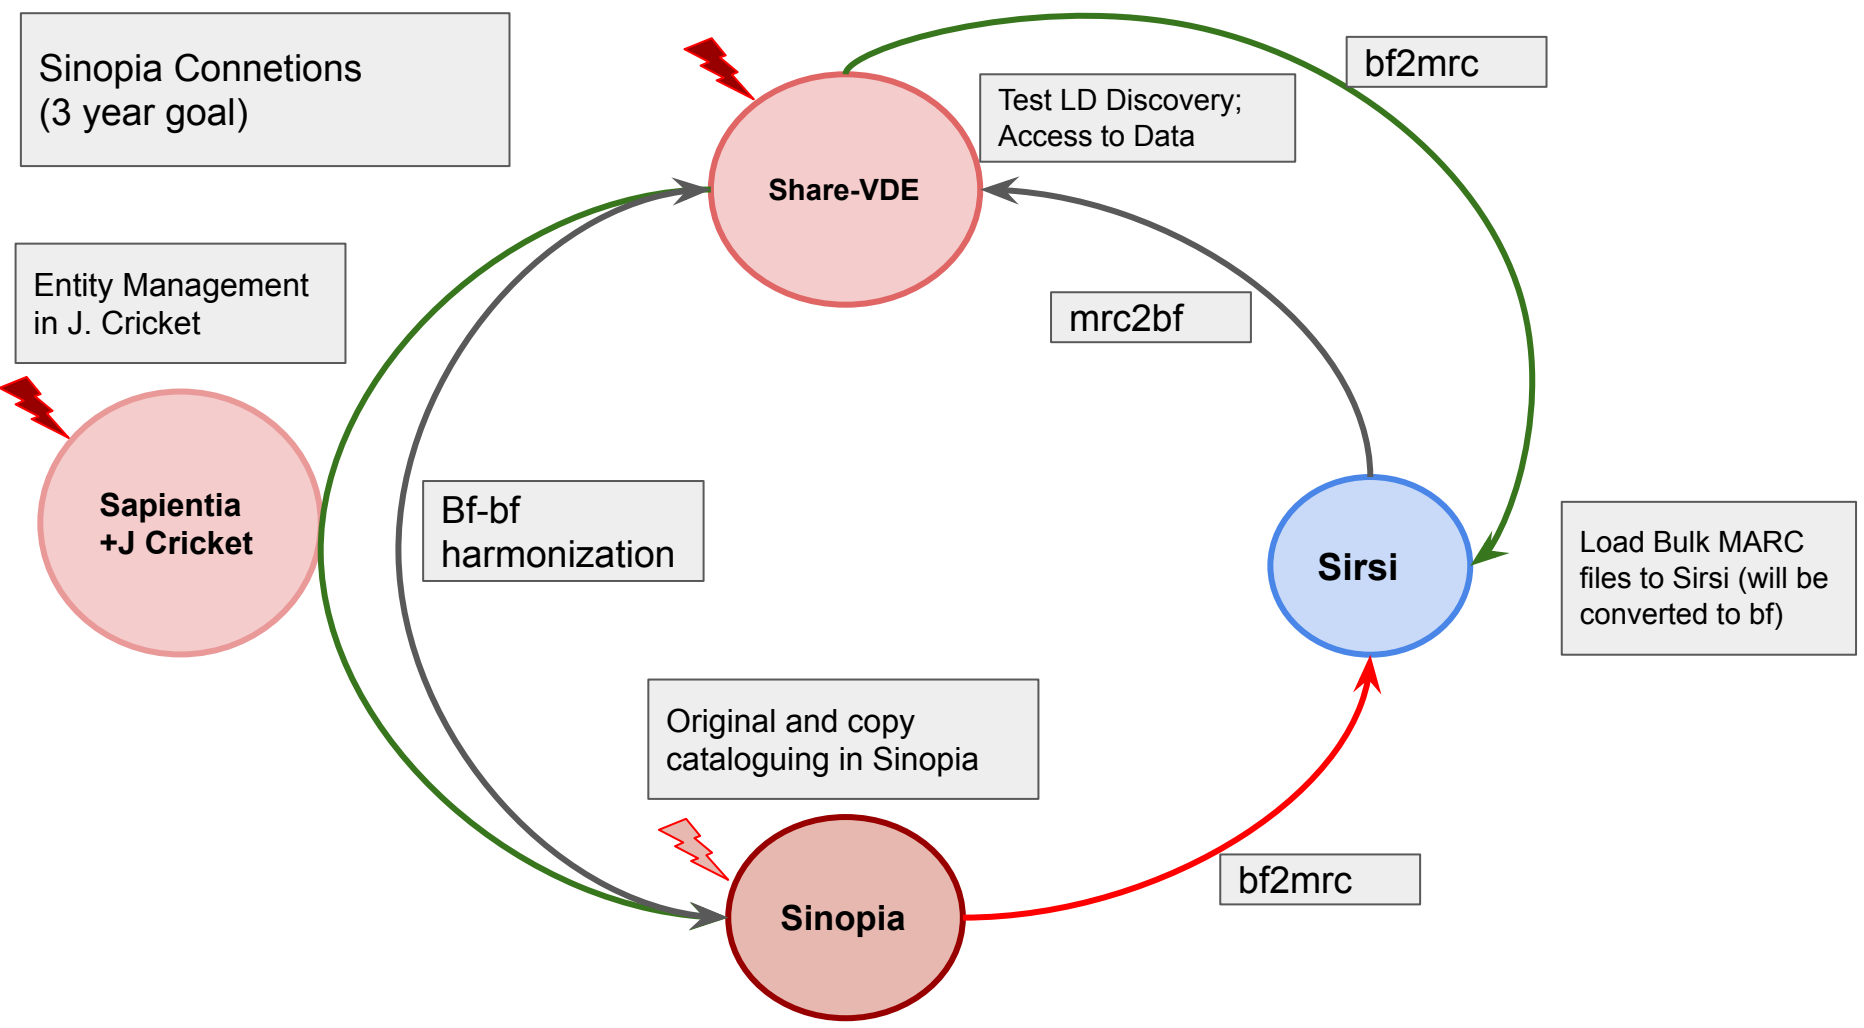 Sinopia Connetions
(3 year goal)
bf2mrc
Test LD Discovery;
Access to Data
Share-VDE
Entity Management
in J. Cricket
mrc2bf
Sapientia
+J Cricket
Bf-bf
harmonization
Sirsi
Load Bulk MARC
files to Sirsi (will be
converted to bf)
Original and copy
cataloguing in Sinopia
bf2mrc
Sinopia